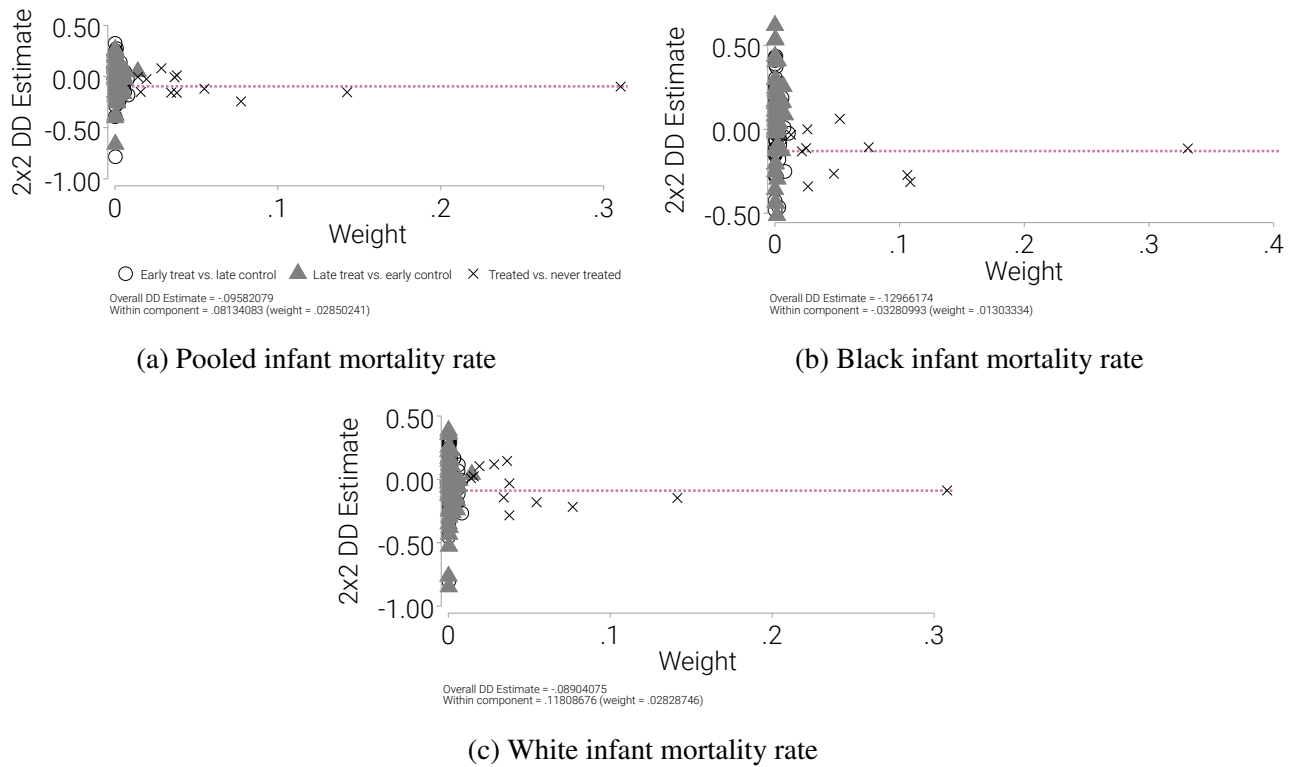 2x2 DD Estimate
0.50
0.00
-0.50
-1.00
0 .1 .2 .3
Weight
Early treat vs. late control Late treat vs. early control Treated vs. never treated
Overall DD Estimate = -.09582079
Within component = .08134083 (weight = .02850241)
(a) Pooled infant mortality rate
2x2 DD Estimate
0.50
0.00
-0.50
0 .1 .2 .3 .4
Weight
Overall DD Estimate = -.12966174
Within component = -.03280993 (weight = .01303334)
(b) Black infant mortality rate
2x2 DD Estimate
0.50
0.00
-0.50
-1.00
0 .1 .2 .3
Weight
Overall DD Estimate = -.08904075
Within component = .11808676 (weight = .02828746)
(c) White infant mortality rate